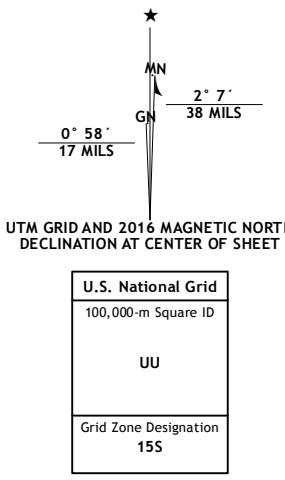 MN
2° 7´
38 MILS
GN
0° 58´
17 MILS
UTM GRID AND 2016 MAGNETIC NORTH
DECLINATION AT CENTER OF SHEET
U.S. National Grid
100,000-m Square ID
UU
Grid Zone Designation
15S